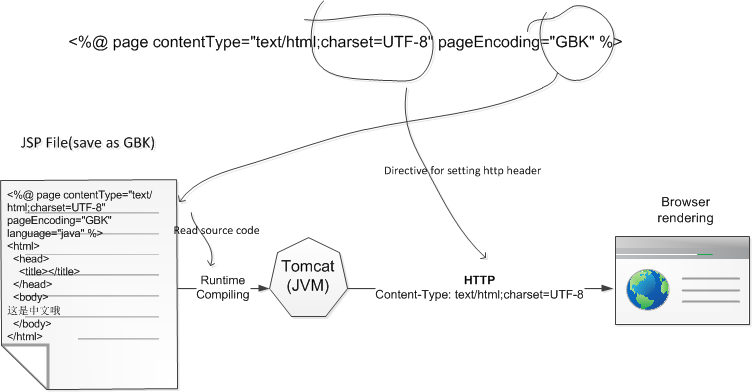 <%@ page contentType="text/html;charset=UTF-8" pageEncoding="GBK" %>
JSP File(save as GBK)
Directive for setting http header
<%@ page contentType="text/
html;charset=UTF-8"
pageEncoding="GBK"
language="java" %>
<html>
<head>
<title></title>
</head>
<body>
这是中文哦
</body>
</html>
Read source code
Runtime
Compiling
Tomcat
(JVM)
HTTP
Content-Type: text/html;charset=UTF-8
Browser
rendering